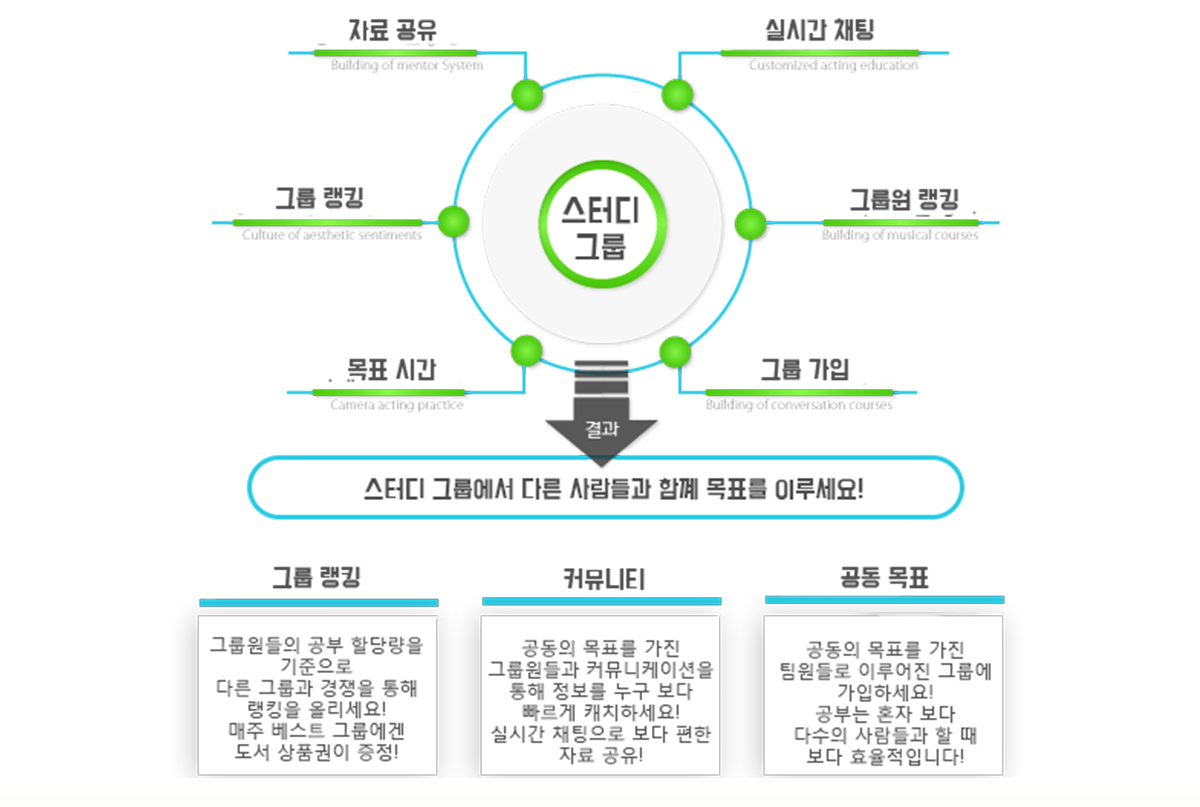 자료 공유
Building of mentor System
실시간 채팅
Customized acting education
그룹 랭킹
Culture of aesthetic sentiments
그룹원 랭킹
Building of musical courses
스터디
그룹
목표 시간
Camera acting practice
그룹 가입
Building of conversation courses
결과
스터디 그룹에서 다른 사람들과 함께 목표를 이루세요!
그룹 랭킹
그룹원들의 공부 할당량을
기준으로
다른 그룹과 경쟁을 통해
랭킹을 올리세요!
매주 베스트 그룹에겐
도서 상품권이 증정!
커뮤니티
공동의 목표를 가진
그룹원들과 커뮤니케이션을
통해 정보를 누구 보다
빠르게 캐치하세요!
실시간 채팅으로 보다 편한
자료 공유!
공동 목표
공동의 목표를 가진
팀원들로 이루어진 그룹에
가입하세요!
공부는 혼자 보다
다수의 사람들과 할 때
보다 효율적입니다!